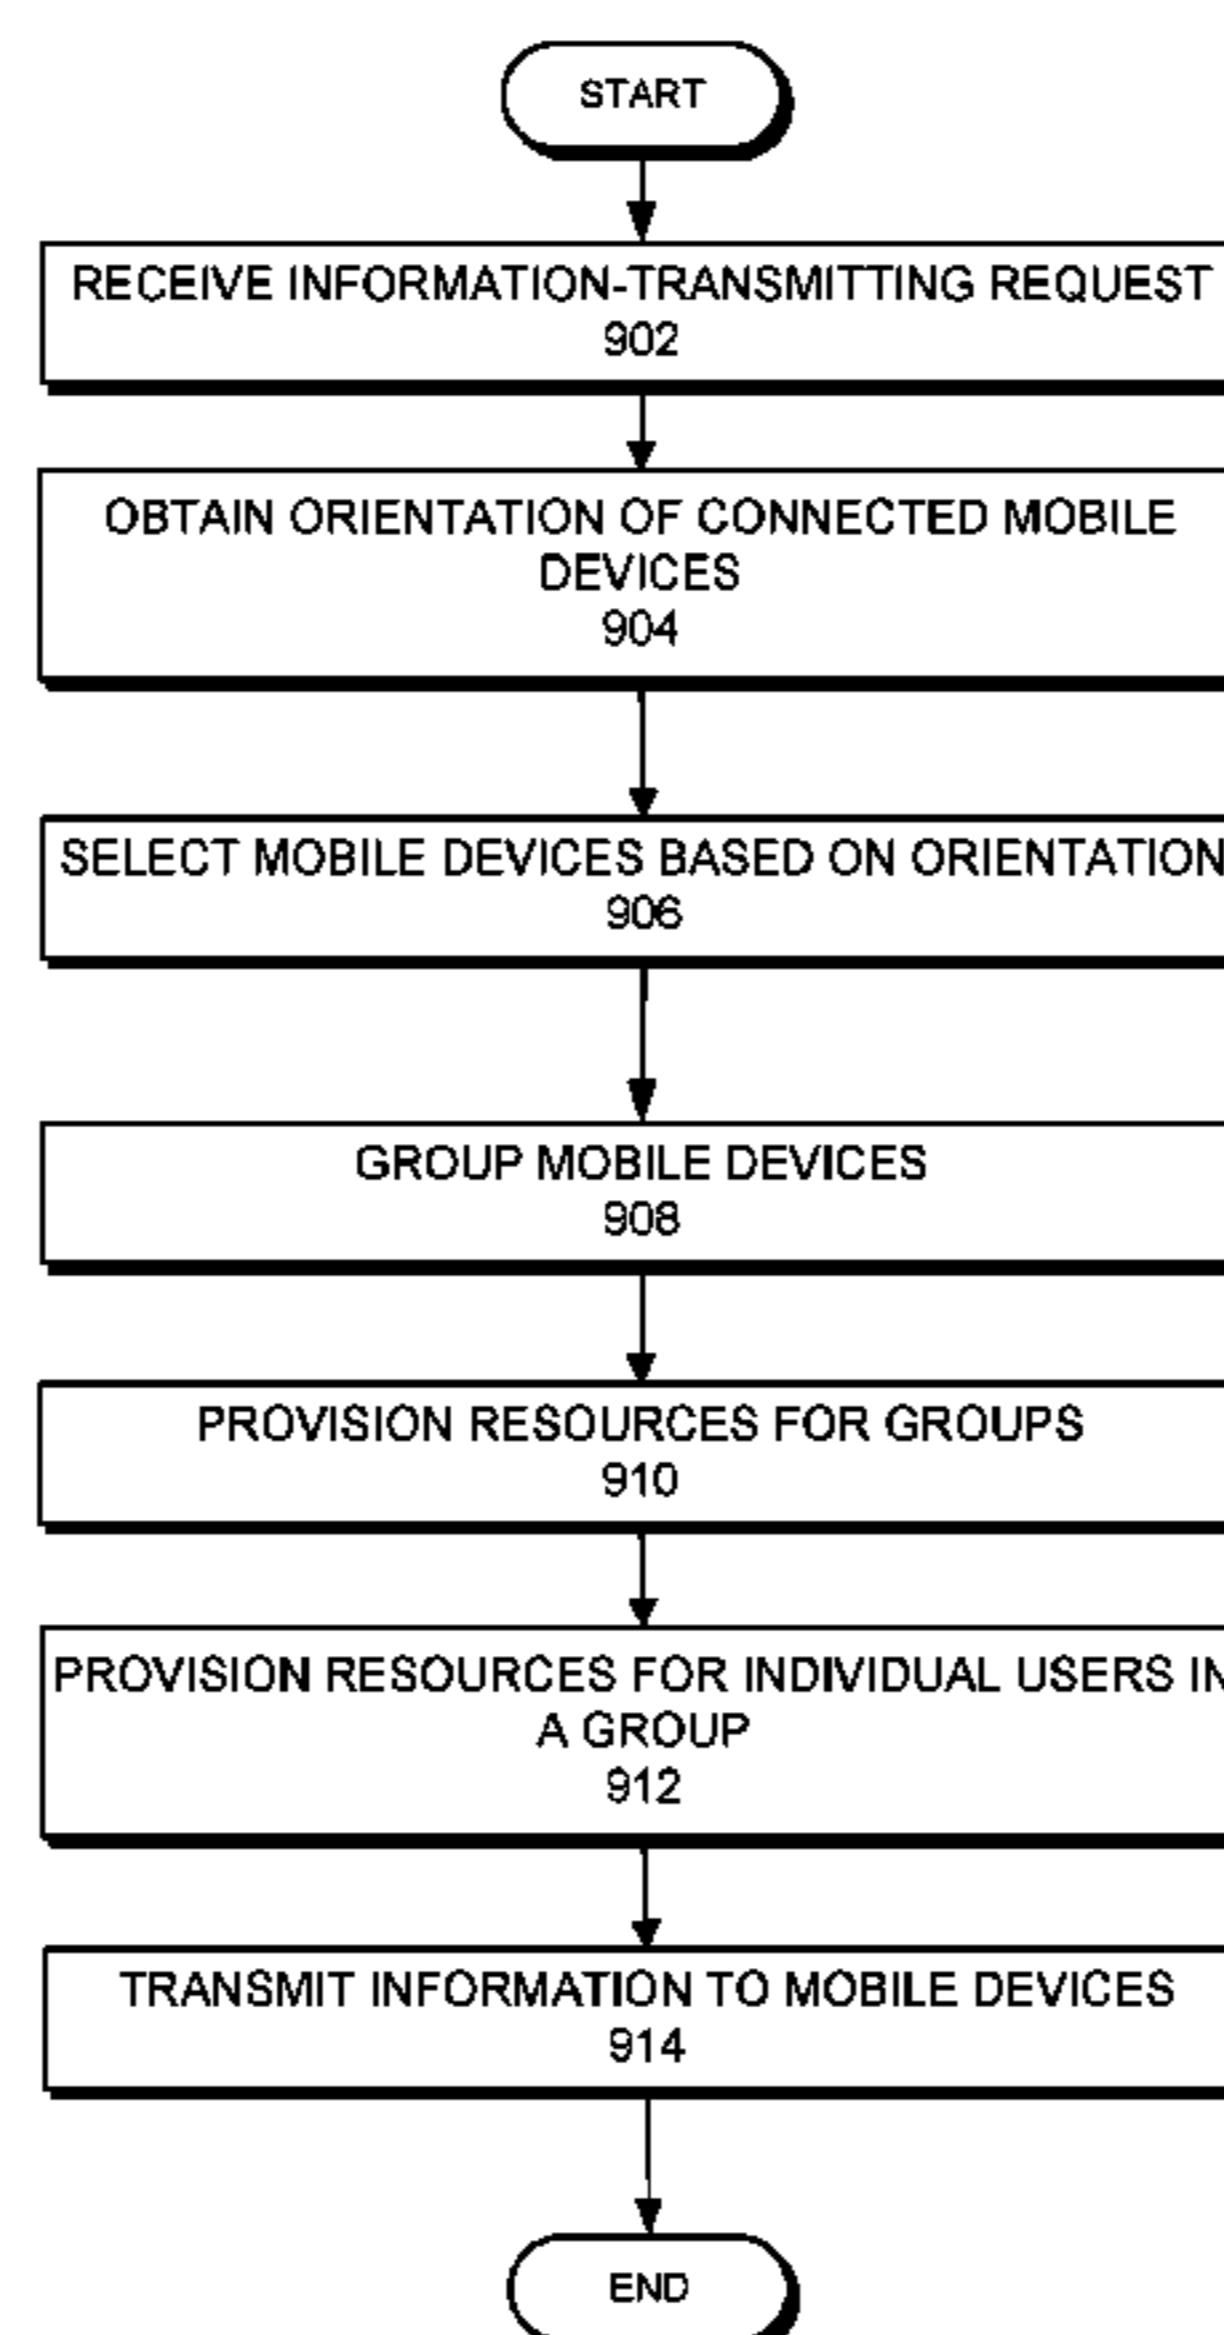 START
RECEIVE INFORMATION-TRANSMITTING REQUEST
902
OBTAIN ORIENTATION OF CONNECTED MOBILE
DEVICES
904
SELECT MOBILE DEVICES BASED ON ORIENTATION
906
GROUP MOBILE DEVICES
908
PROVISION RESOURCES FOR GROUPS
910
PROVISION RESOURCES FOR INDIVIDUAL USERS IN
A GROUP
912
TRANSMIT INFORMATION TO MOBILE DEVICES
914
END